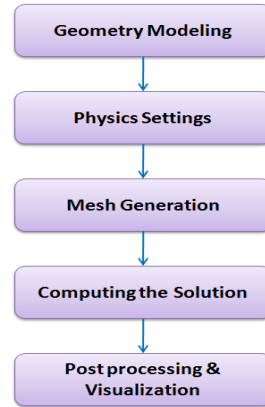 Geometry Modeling
Physics Settings
Mesh Generation
Computing the Solution
Post processing &
Visualization